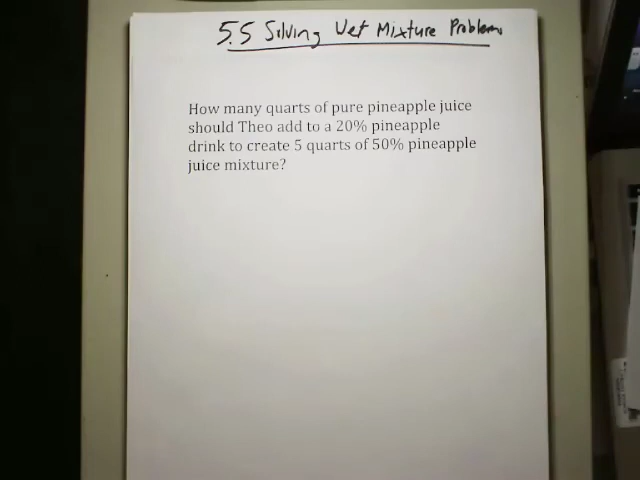 5.5 Solving Wet Mixture Problems
How many quarts of pure pineapple juice
should Theo add to a 20% pineapple
drink to create 5 quarts of 50% pineapple
juice mixture?